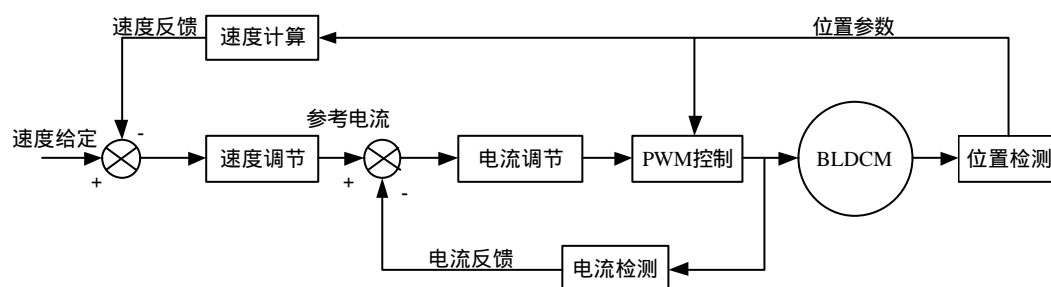 速度反馈
速度计算
位置参数
速度给定
-
+
速度调节
参考电流
+
-
电流调节
PWM控制
BLDCM
位置检测
电流反馈
电流检测